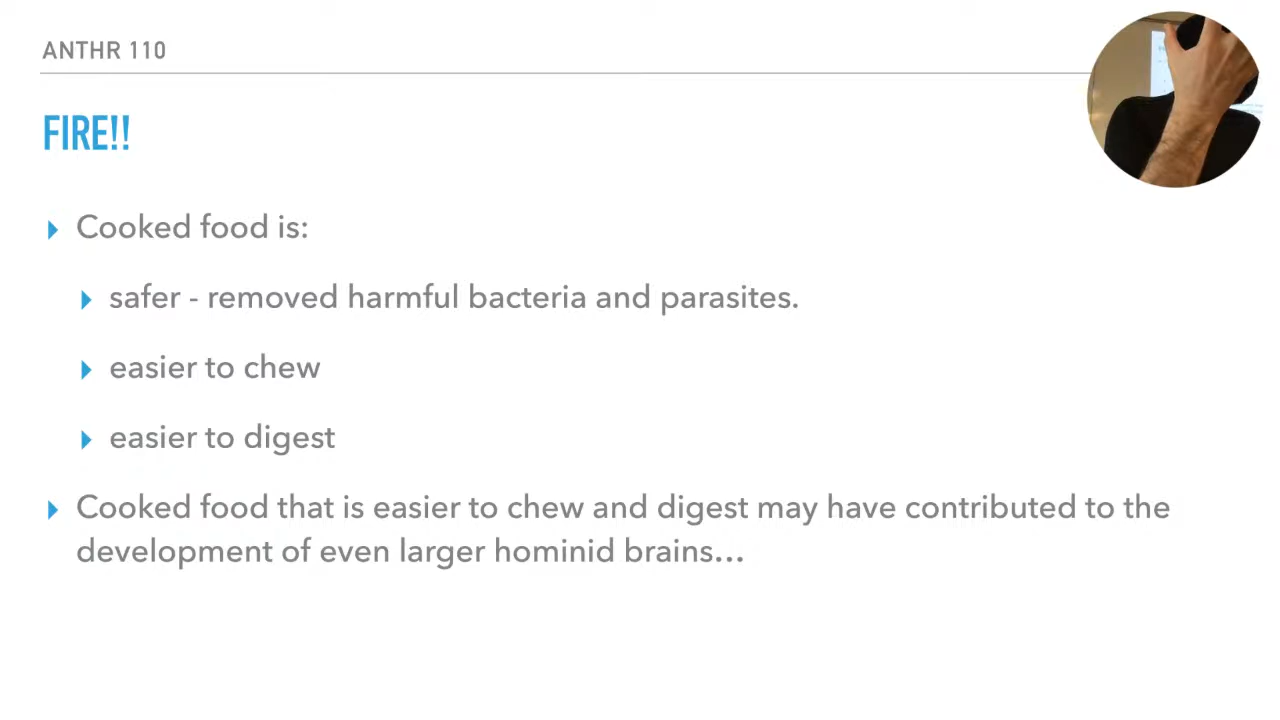 ANTHR 110
FIRE!!
Cooked food is:
safer - removed harmful bacteria and parasites.
easier to chew
easier to digest
Cooked food that is easier to chew and digest may have contributed to the
development of even larger hominid brains...